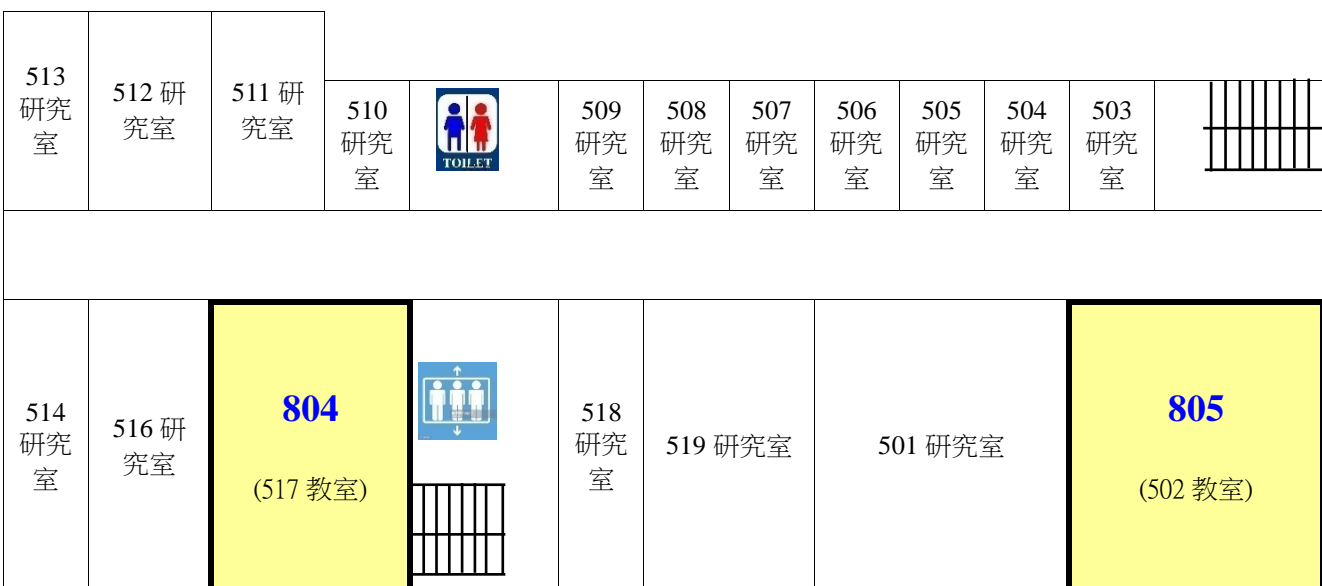 513
研究
室
512 研
究室
511 研
究室
510
研究
室
TOILET
509
研究
室
508
研究
室
507
研究
室
506
研究
室
505
研究
室
504
研究
室
503
研究
室
514
研究
室
516 研
究室
804
(517 教室)
518
研究
室
519 研究室
501 研究室
805
(502 教室)